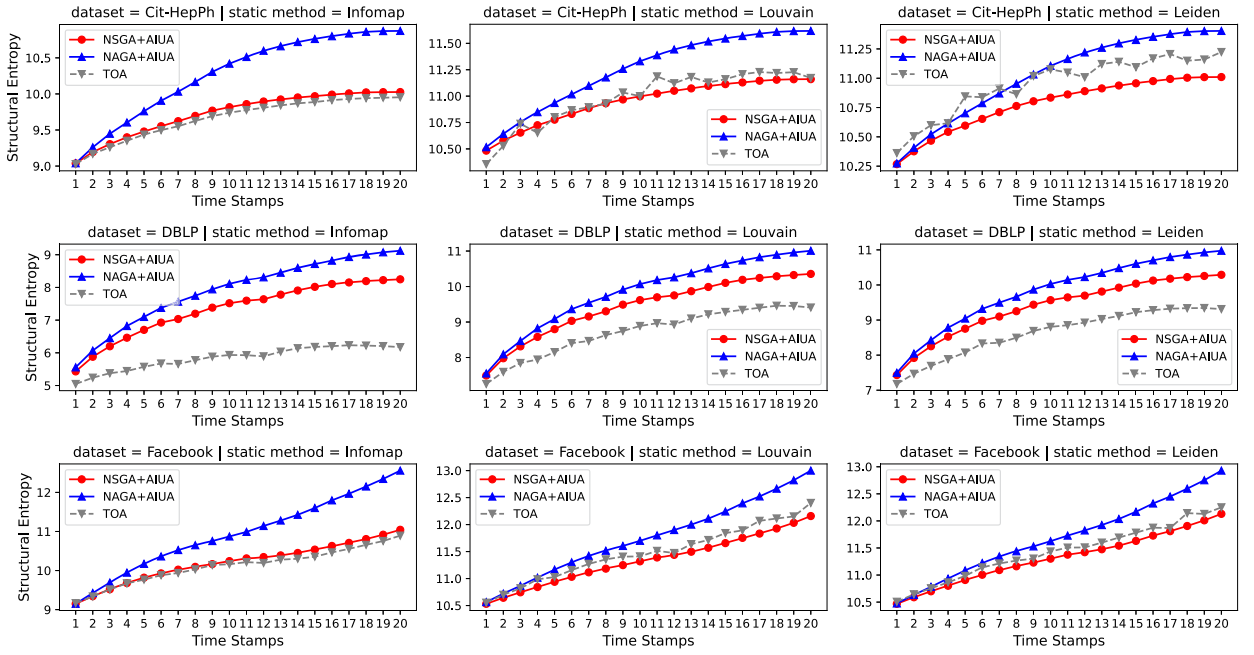 dataset = Cit-HepPh | static method = Infomap
Structural Entropy
10.5
10.0
9.5
9.0
NSGA+AIUA
NAGA+AIUA
TOA
1 2 3 4 5 6 7 8 9 10 11 12 13 14 15 16 17 18 19 20
Time Stamps
dataset = Cit-HepPh | static method = Louvain
11.50
11.25
11.00
10.75
10.50
NSGA+AIUA
NAGA+AIUA
TOA
1 2 3 4 5 6 7 8 9 10 11 12 13 14 15 16 17 18 19 20
Time Stamps
dataset = Cit-HepPh | static method = Leiden
11.25
11.00
10.75
10.50
10.25
NSGA+AIUA
NAGA+AIUA
TOA
1 2 3 4 5 6 7 8 9 10 11 12 13 14 15 16 17 18 19 20
Time Stamps
dataset = DBLP | static method = Infomap
Structural Entropy
9
8
7
6
5
NSGA+AIUA
NAGA+AIUA
TOA
1 2 3 4 5 6 7 8 9 10 11 12 13 14 15 16 17 18 19 20
Time Stamps
dataset = DBLP | static method = Louvain
11
10
9
8
NSGA+AIUA
NAGA+AIUA
TOA
1 2 3 4 5 6 7 8 9 10 11 12 13 14 15 16 17 18 19 20
Time Stamps
dataset = DBLP | static method = Leiden
11
10
9
8
7
NSGA+AIUA
NAGA+AIUA
TOA
1 2 3 4 5 6 7 8 9 10 11 12 13 14 15 16 17 18 19 20
Time Stamps
dataset = Facebook | static method = Infomap
Structural Entropy
12
11
10
9
NSGA+AIUA
NAGA+AIUA
TOA
1 2 3 4 5 6 7 8 9 10 11 12 13 14 15 16 17 18 19 20
Time Stamps
dataset = Facebook | static method = Louvain
13.0
12.5
12.0
11.5
11.0
10.5
NSGA+AIUA
NAGA+AIUA
TOA
1 2 3 4 5 6 7 8 9 10 11 12 13 14 15 16 17 18 19 20
Time Stamps
dataset = Facebook | static method = Leiden
13.0
12.5
12.0
11.5
11.0
10.5
NSGA+AIUA
NAGA+AIUA
TOA
1 2 3 4 5 6 7 8 9 10 11 12 13 14 15 16 17 18 19 20
Time Stamps